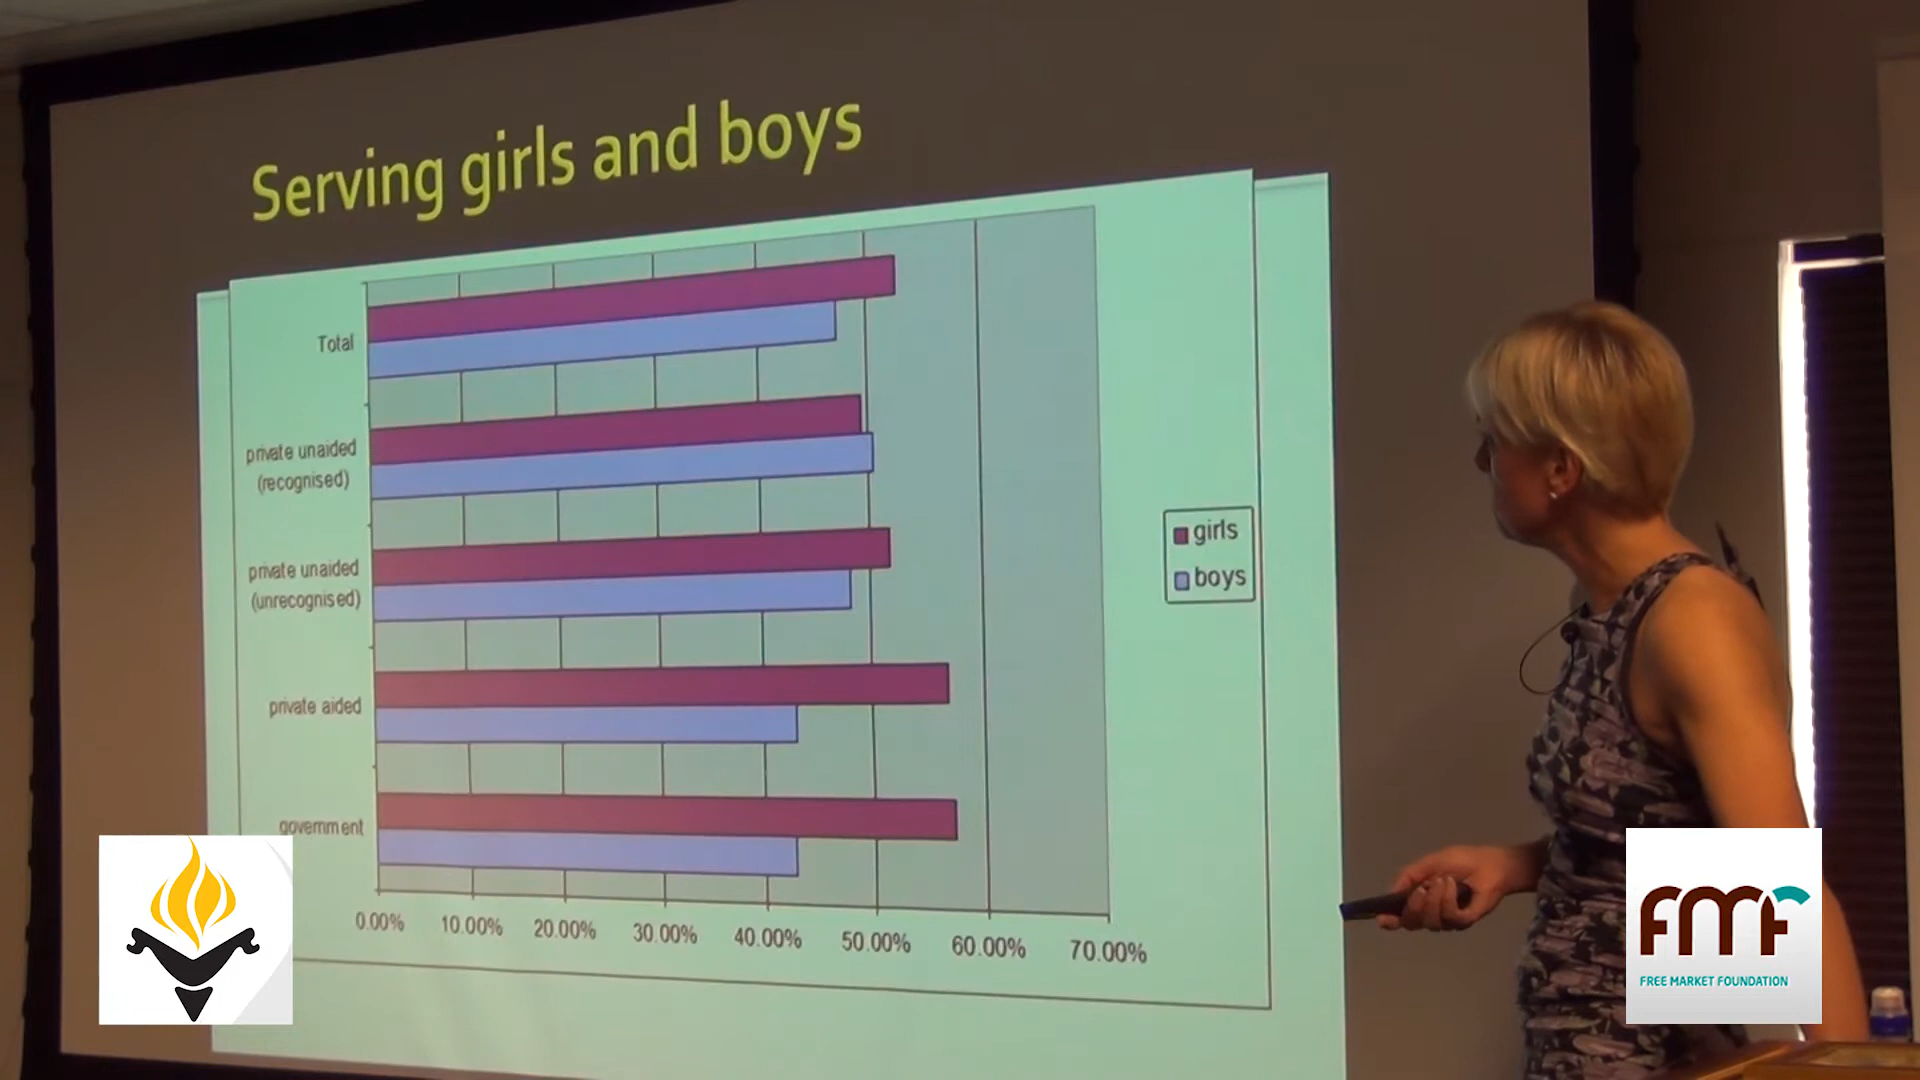 Serving girls and boys
Total
private unaided
(recognised)
private unaided
(unrecognised)
private aided
government
0.00% 10.00% 20.00% 30.00% 40.00% 50.00% 60.00% 70.00%
girls
boys
FMF
FREE MARKET FOUNDATION